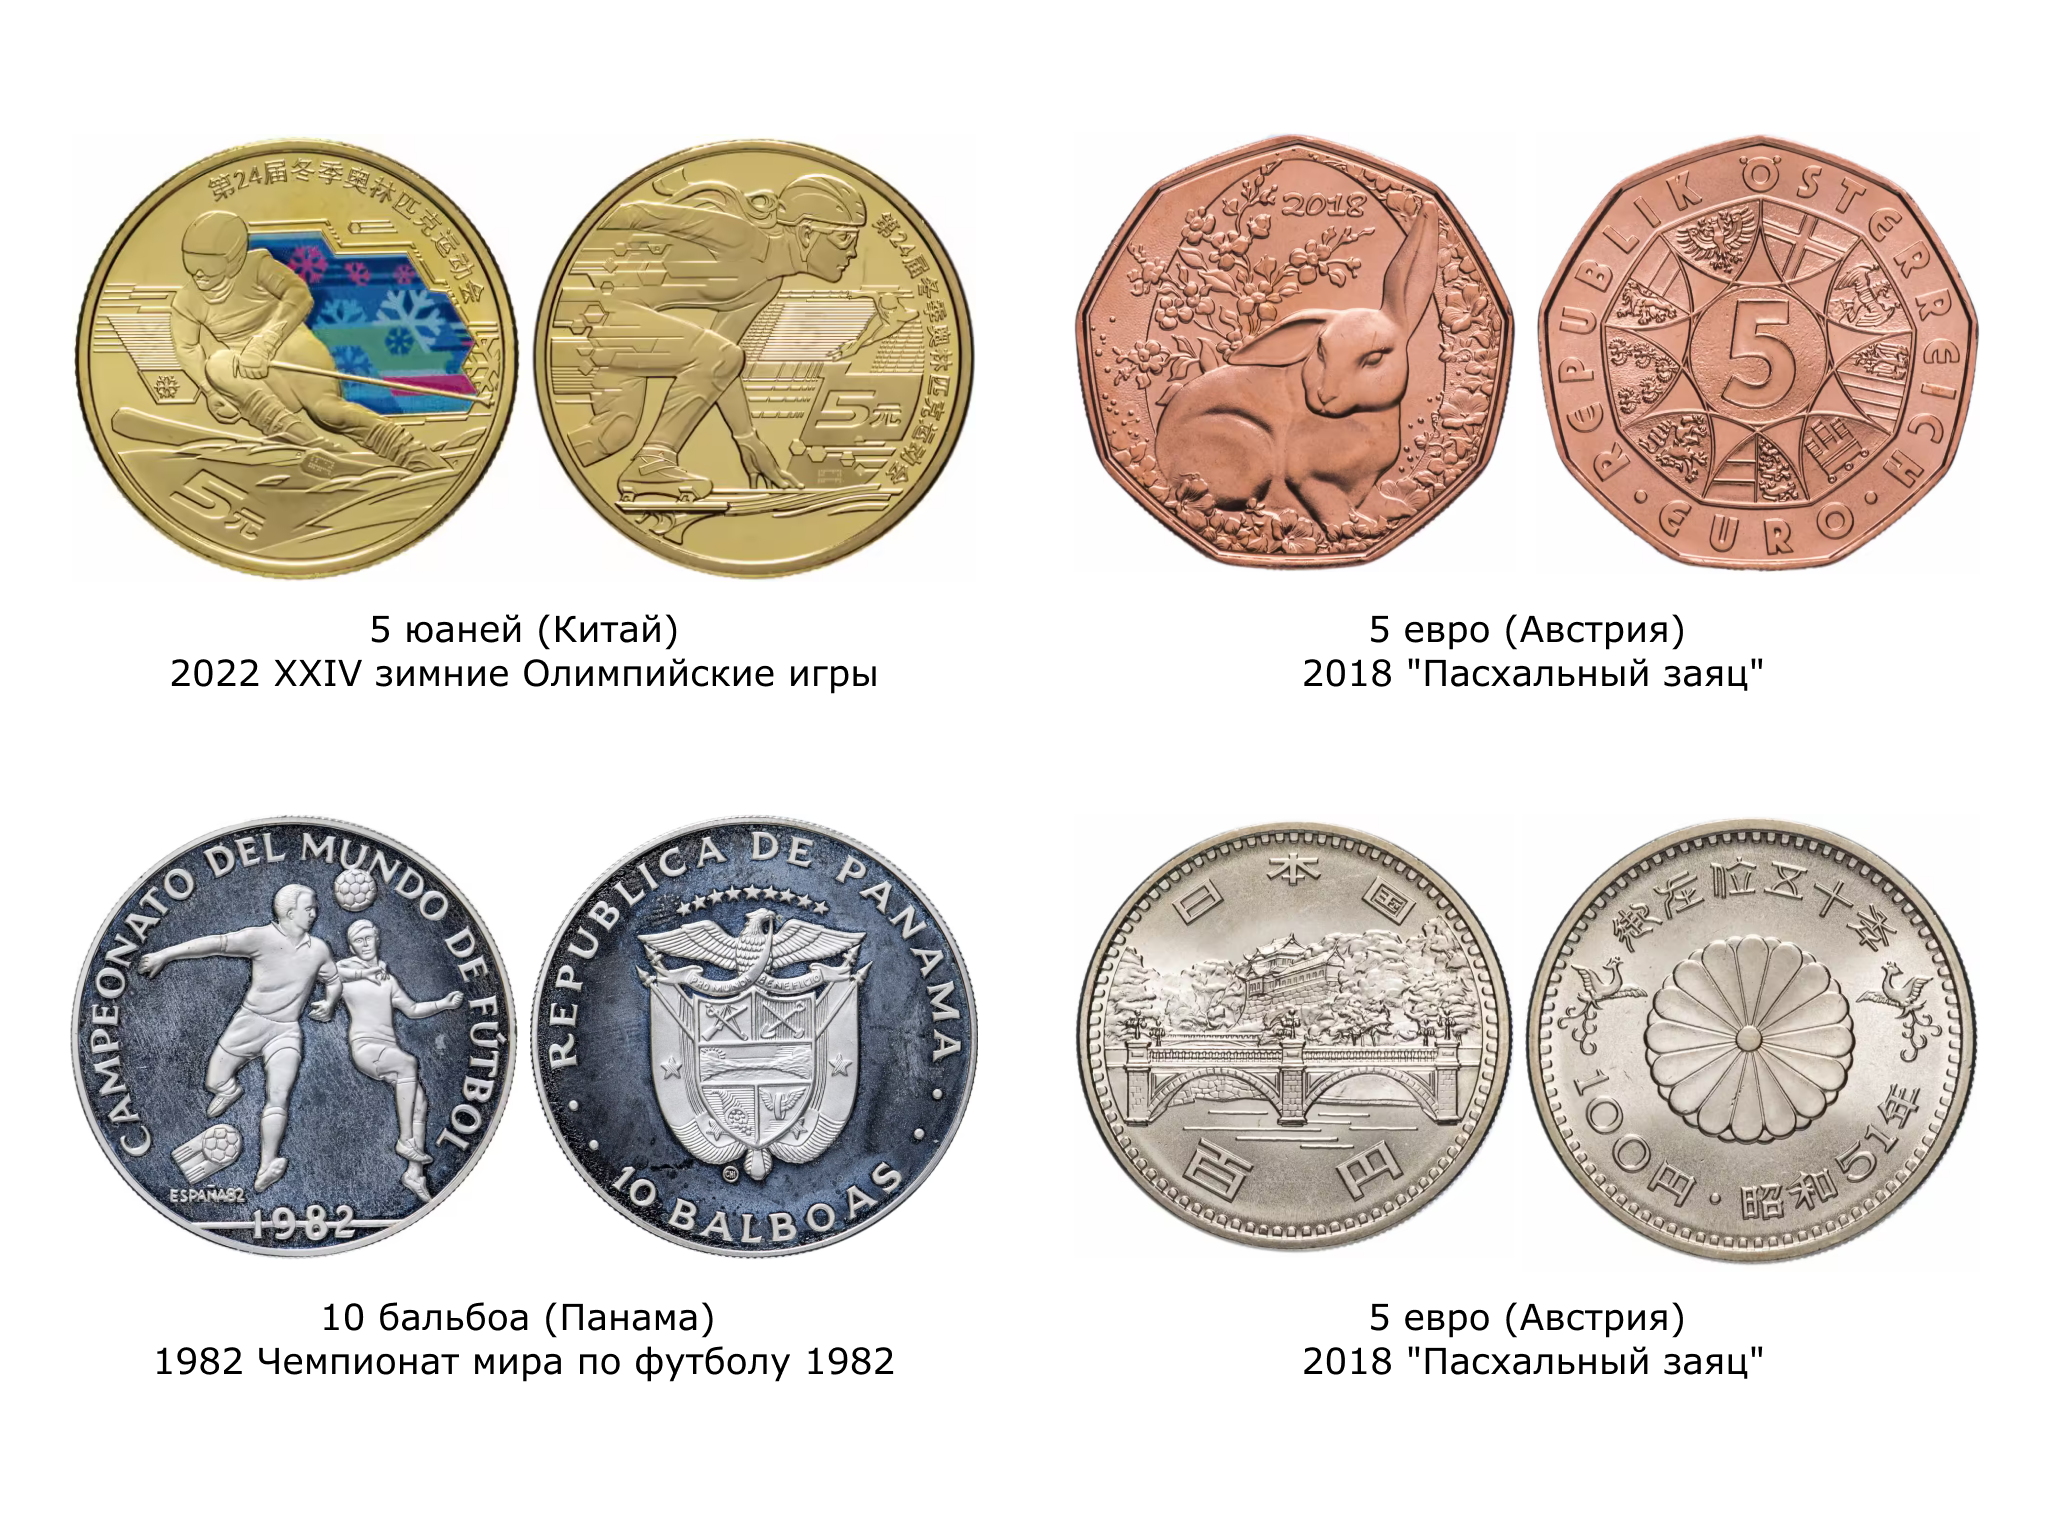 第24届冬季奥林匹克运动会
5元
第24届冬季奥林匹克运动会
5元
5 юаней (Китай)
2022 XXIV зимние Олимпийские игры
2018
REPUBLIK ÖSTERREICH
5
· EURO ·
5 евро (Австрия)
2018 "Пасхальный заяц"
CAMPEONATO DEL MUNDO DE FÚTBOL
ESPAÑA82
1982
REPUBLICA DE PANAMA
PRO MUNDI BENEFICIO
CHI
· 10 BALBOAS ·
10 бальбоа (Панама)
1982 Чемпионат мира по футболу 1982
日本国
百円
御在位五十年
100円・昭和51年
5 евро (Австрия)
2018 "Пасхальный заяц"